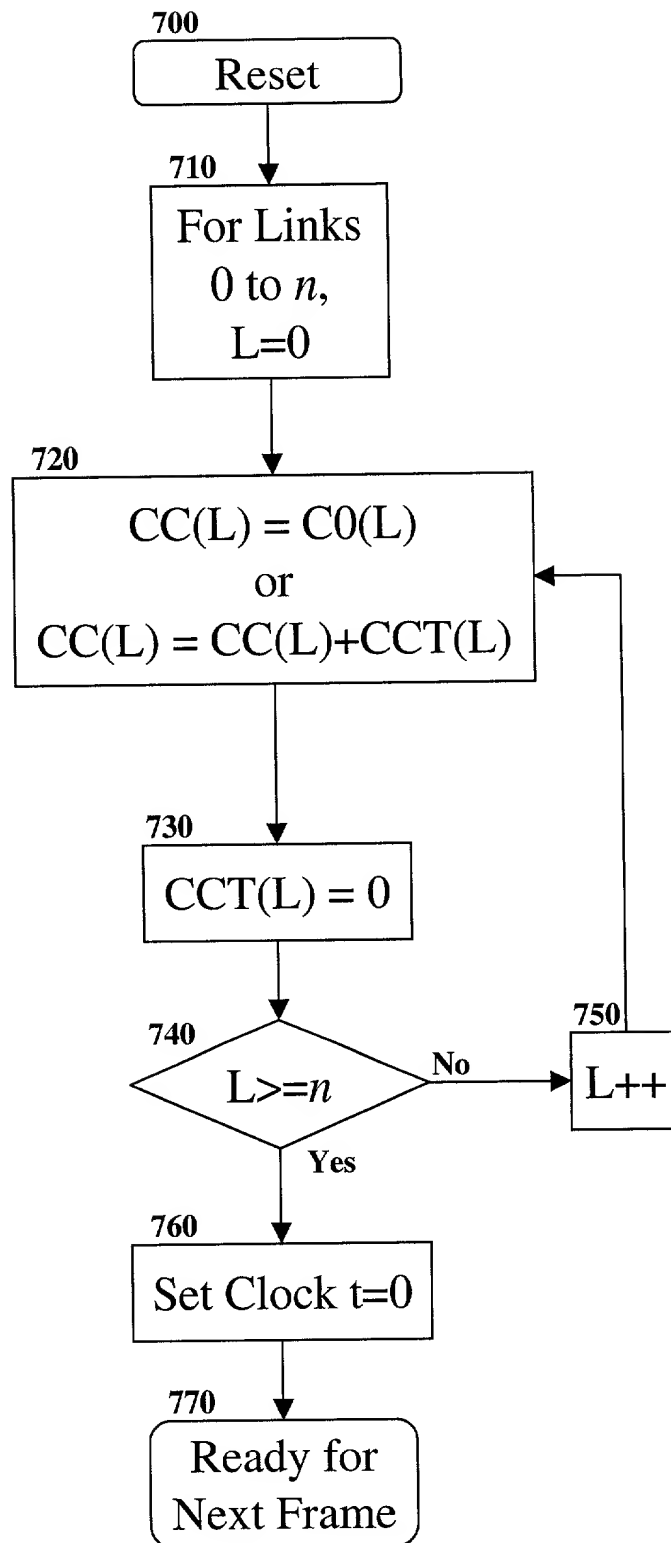 700
Reset
710
For Links
0 to n,
L=0
720
CC(L) = C0(L)
or
CC(L) = CC(L)+CCT(L)
730
CCT(L) = 0
740
L>=n
No
750
L++
Yes
760
Set Clock t=0
770
Ready for
Next Frame